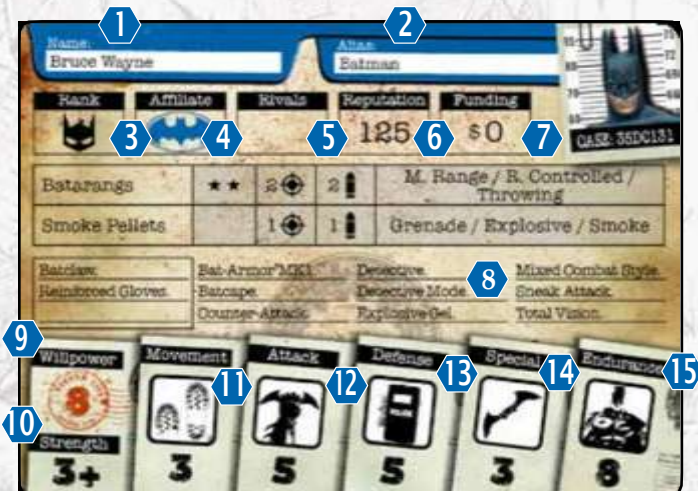 1 2
Name: Alias:
Bruce Wayne Batman
Rank Affiliate Rivals Reputation Funding
3 4 5 125 6 $0 7
CASE: 35DC131
Batarangs ★★ 2 2 M. Range / R. Controlled / Throwing
Smoke Pellets 1 1 Grenade / Explosive / Smoke
Batclaw. Bat-Armor MK1. Detective. Mixed Combat Style.
Reinforced Gloves. Batcape. Detective Mode. 8 Sneak Attack.
Counter-Attack. Explosive Gel. Total Vision.
9 Willpower Movement Attack Defense Special Endurance
8 11 12 13 14 15
10 Strength
3+ 3 5 5 3 8